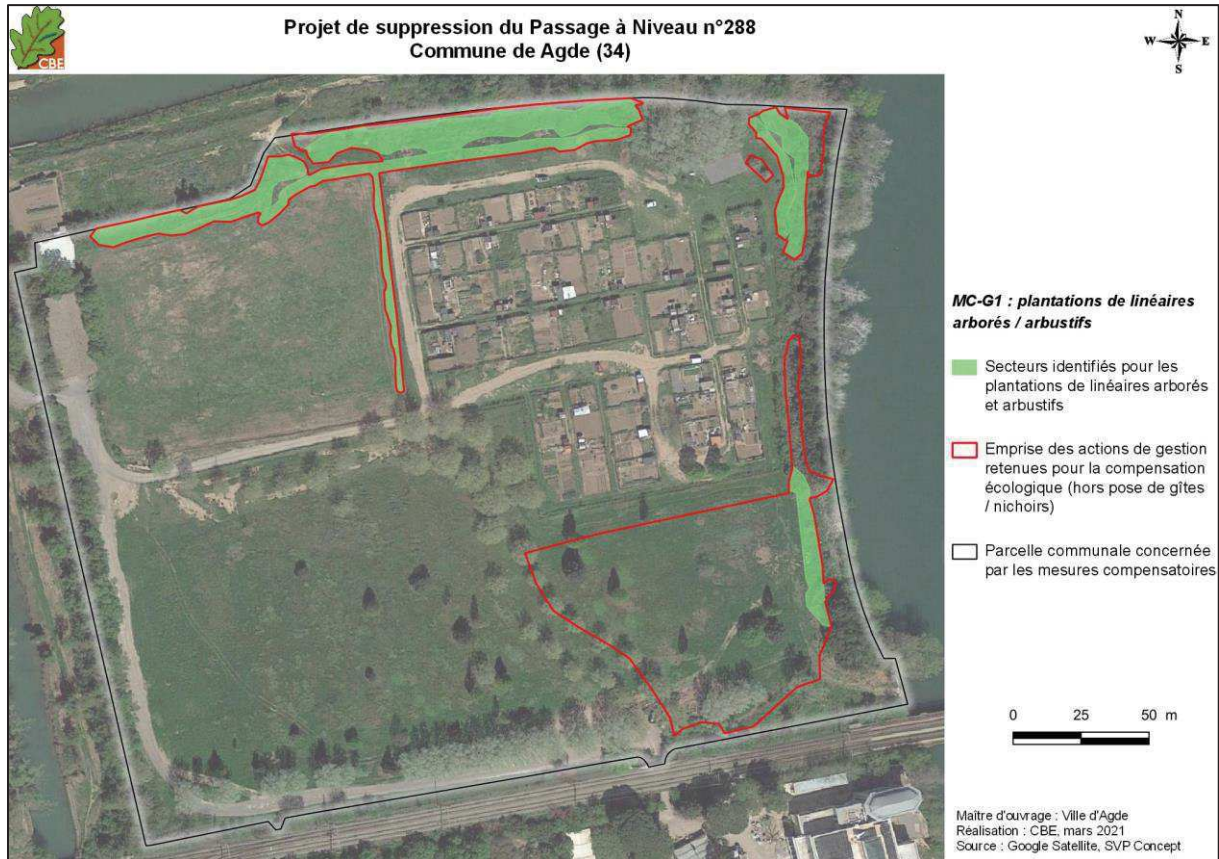 Projet de suppression du Passage à Niveau n°288
Commune de Agde (34)
CBE
N
W E
S
MC-G1 : plantations de linéaires
arborés / arbustifs
Secteurs identifiés pour les
plantations de linéaires arborés
et arbustifs
Emprise des actions de gestion
retenues pour la compensation
écologique (hors pose de gîtes
/ nichoirs)
Parcelle communale concernée
par les mesures compensatoires
0 25 50 m
Maître d'ouvrage : Ville d'Agde
Réalisation : CBE, mars 2021
Source : Google Satellite, SVP Concept